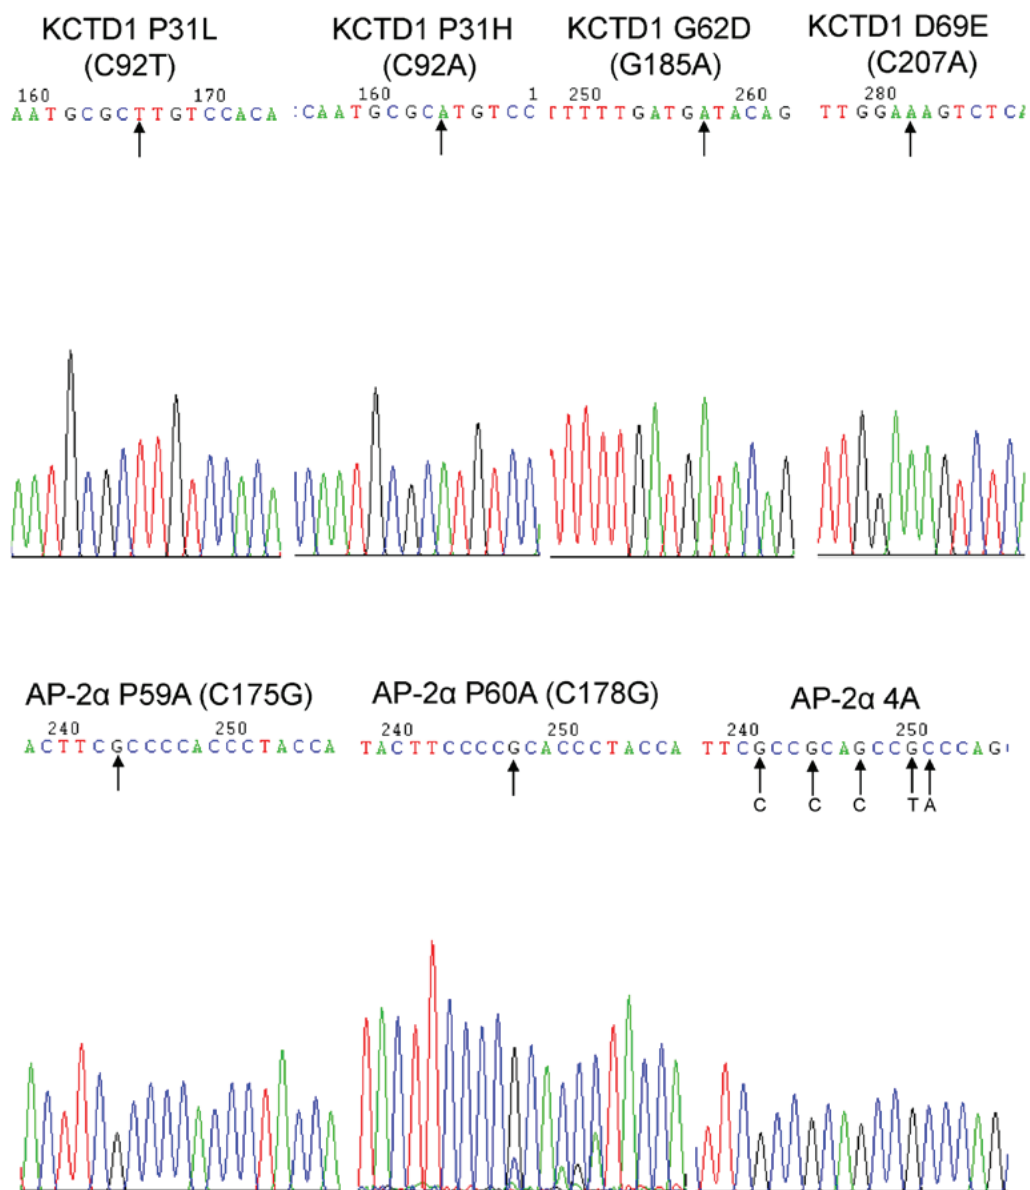 KCTD1 P31L KCTD1 P31H KCTD1 G62D KCTD1 D69E
(C92T) (C92A) (G185A) (C207A)
160 170 160 1 250 260 280
AATGCGCTTGTCCACA CAATGCGCATGTCC TTTTTGATGATACAG TTGGAAAGTCTCA
AP-2α P59A (C175G) AP-2α P60A (C178G) AP-2α 4A
240 250 240 250 240 250
ACTTCGCCCCACCCTACCA TACTTCCCCGCACCCTACCA TTCGCCGCAGCCGCCCAG
C C C T A